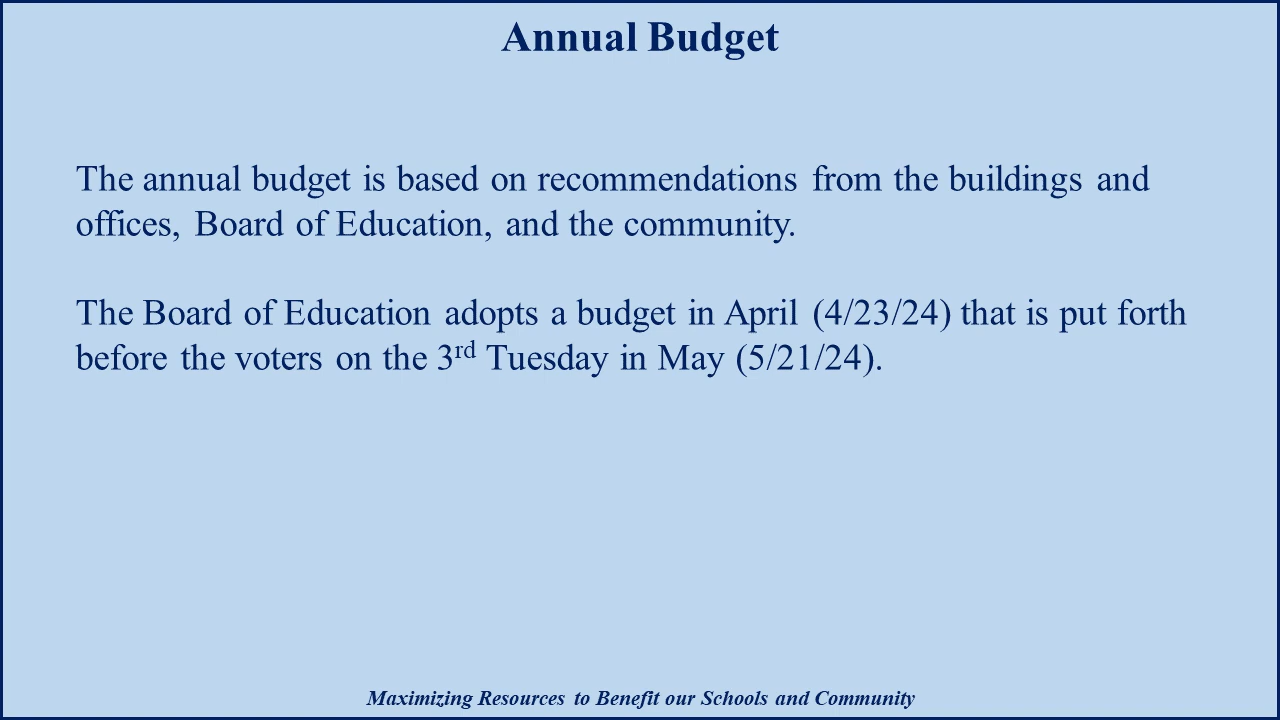 Annual Budget
The annual budget is based on recommendations from the buildings and
offices, Board of Education, and the community.
The Board of Education adopts a budget in April (4/23/24) that is put forth
before the voters on the 3rd Tuesday in May (5/21/24).
Maximizing Resources to Benefit our Schools and Community